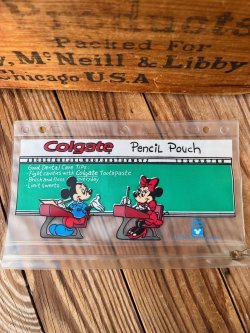 Products
Packed For
McNeill & Libby
Chicago U.S.A
Colgate Pencil Pouch
Good Dental Care Tips:
· Fight cavities with Colgate Toothpaste
· Brush and floss everyday
· Limit sweets